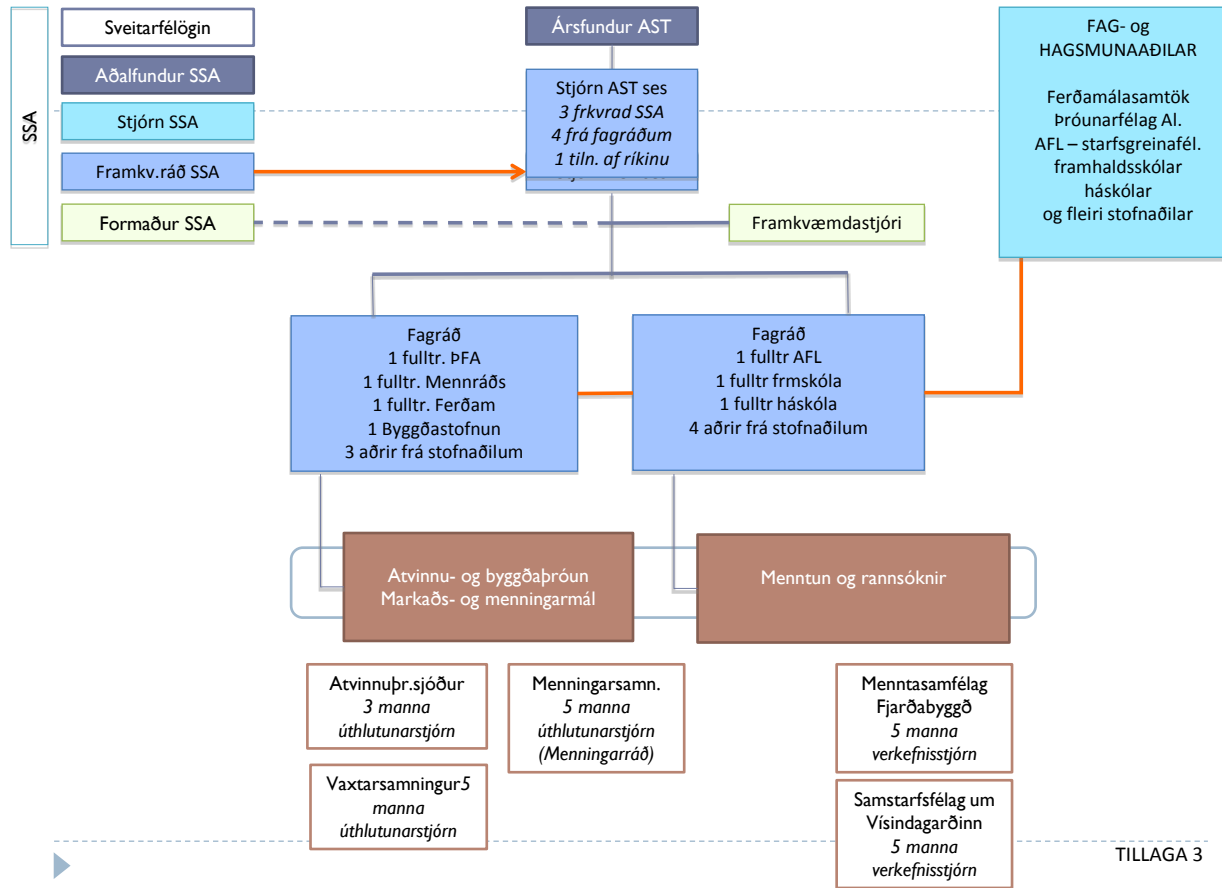 SSA
Sveitarfélögin
Aðalfundur SSA
Stjórn SSA
Framkv.ráð SSA
Formaður SSA
Ársfundur AST
Stjórn AST ses
3 frkvrad SSA
4 frá fagráðum
1 tiln. af ríkinu
Framkvæmdastjóri
FAG- og
HAGSMUNAAÐILAR
Ferðamálasamtök
Þróunarfélag Al.
AFL – starfsgreinafél.
framhaldsskólar
háskólar
og fleiri stofnaðilar
Fagráð
1 fulltr. ÞFA
1 fulltr. Mennráðs
1 fulltr. Ferðam
1 Byggðastofnun
3 aðrir frá stofnaðilum
Fagráð
1 fulltr AFL
1 fulltr frmskóla
1 fulltr háskóla
4 aðrir frá stofnaðilum
Atvinnu- og byggðaþróun
Markaðs- og menningarmál
Menntun og rannsóknir
Atvinnuþr.sjóður
3 manna
úthlutunarstjórn
Vaxtarsamningur5
manna
úthlutunarstjórn
Menningarsamn.
5 manna
úthlutunarstjórn
(Menningarráð)
Menntasamfélag
Fjarðabyggð
5 manna
verkefnisstjórn
Samstarfsfélag um
Vísindagarðinn
5 manna
verkefnisstjórn
TILLAGA 3